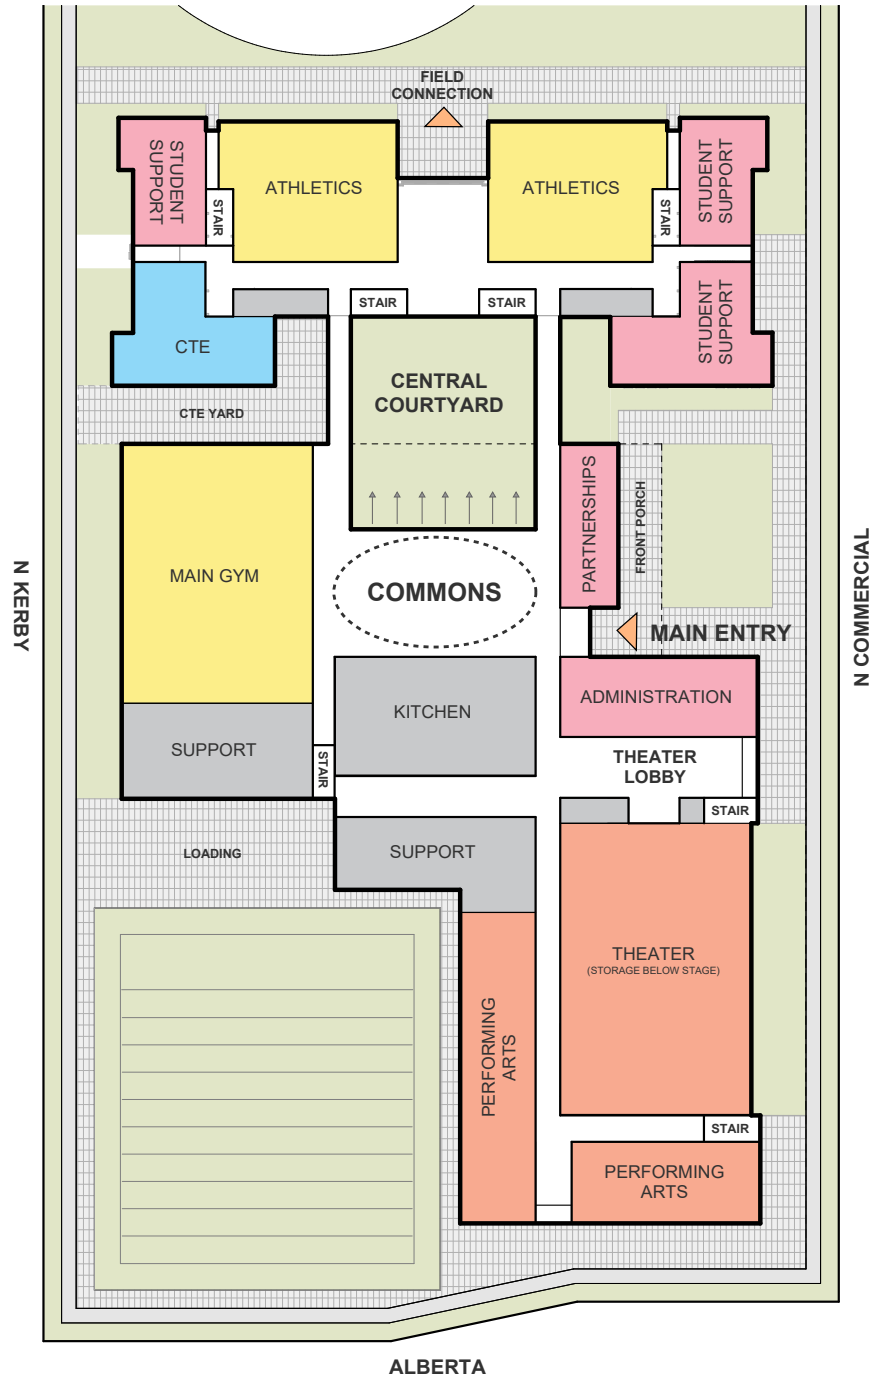 FIELD
CONNECTION
STUDENT
SUPPORT
ATHLETICS
ATHLETICS
STUDENT
SUPPORT
STAIR
STAIR
STAIR
STAIR
CTE
STUDENT
SUPPORT
CENTRAL
COURTYARD
CTE YARD
PARTNERSHIPS
FRONT PORCH
MAIN GYM
COMMONS
N KERBY
N COMMERCIAL
MAIN ENTRY
ADMINISTRATION
KITCHEN
SUPPORT
STAIR
THEATER
LOBBY
STAIR
LOADING
SUPPORT
THEATER
(STORAGE BELOW STAGE)
PERFORMING
ARTS
STAIR
PERFORMING
ARTS
ALBERTA